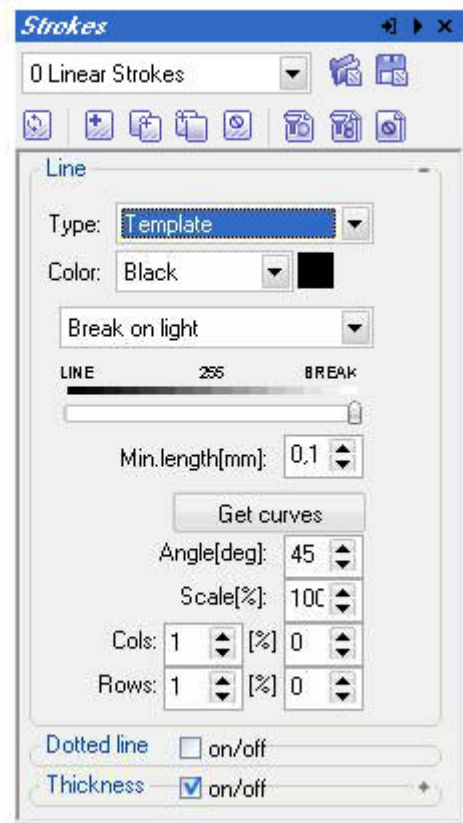 Strokes
0 Linear Strokes
Line
Type: Template
Color: Black
Break on light
LINE 255 BREAK
Min.length[mm]: 0,1
Get curves
Angle[deg]: 45
Scale[%]: 100
Cols: 1 [%] 0
Rows: 1 [%] 0
Dotted line on/off
Thickness on/off